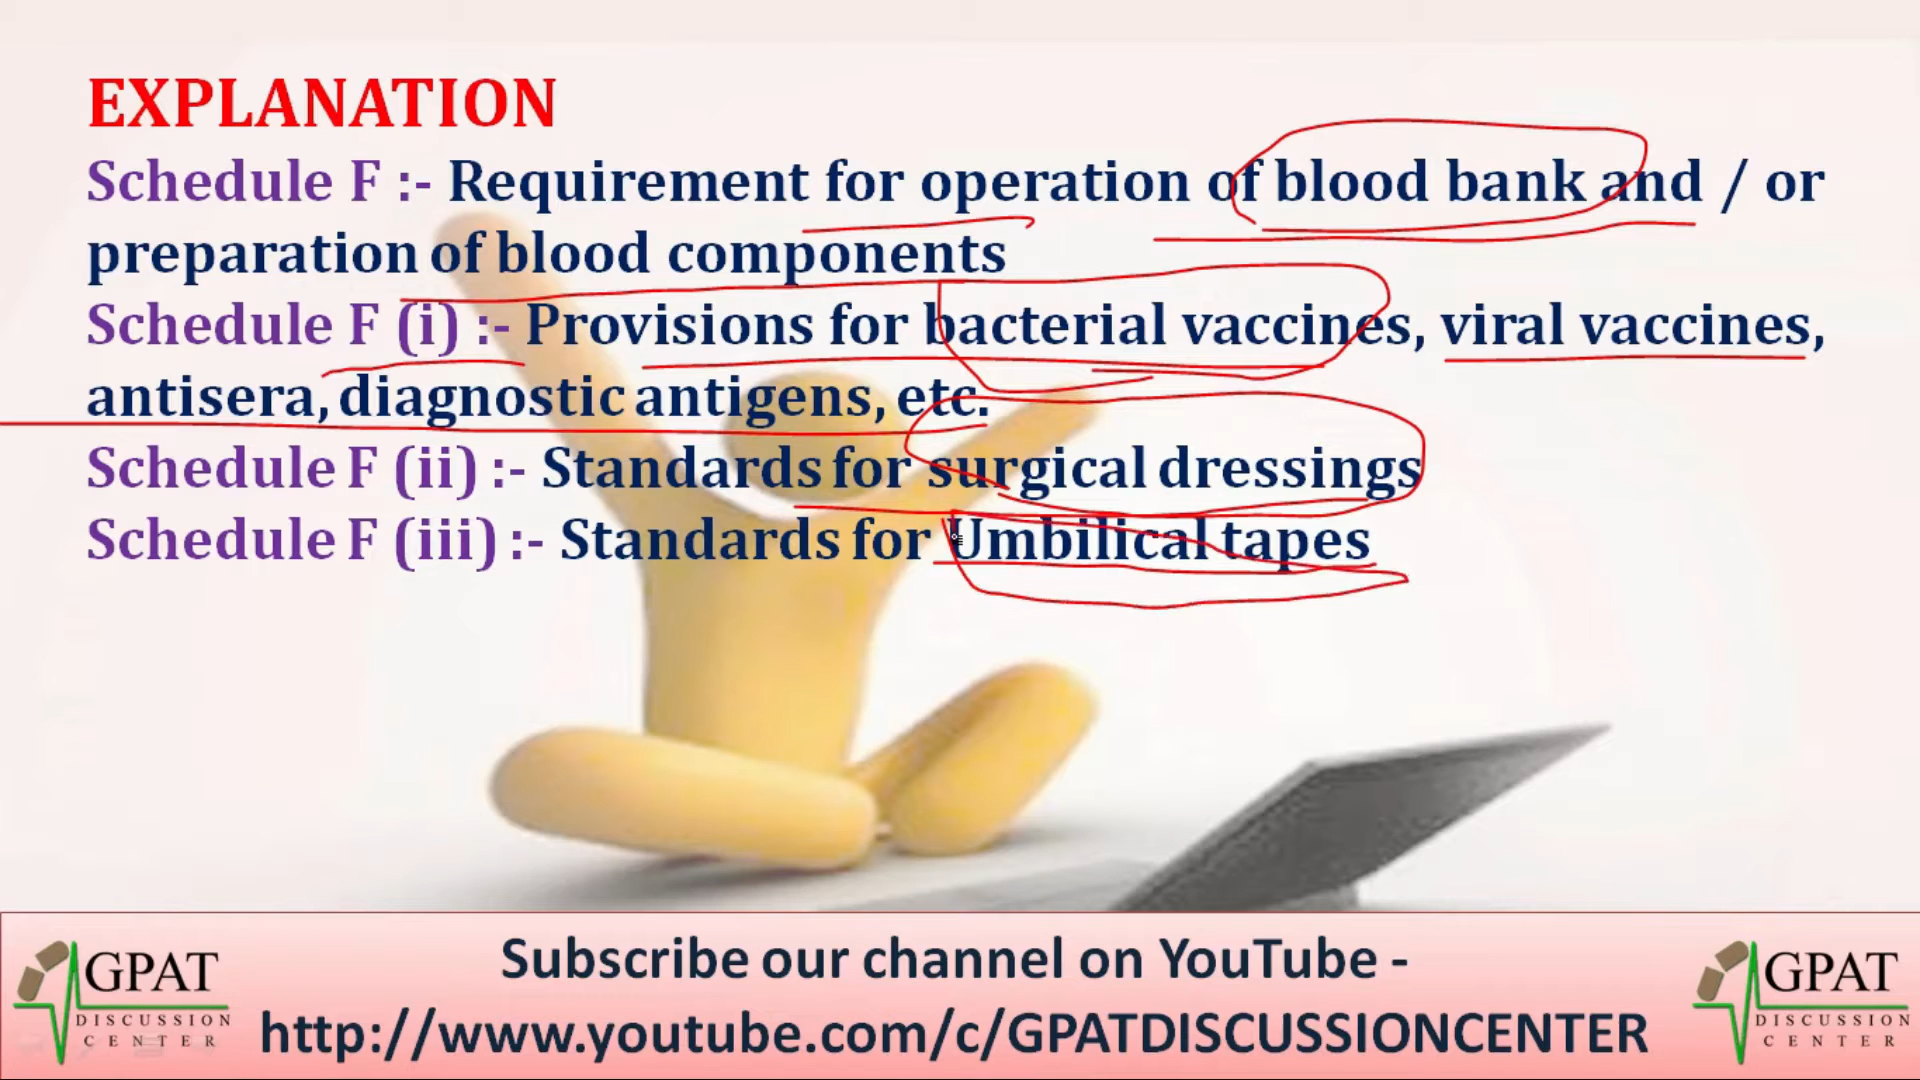 EXPLANATION
Schedule F :- Requirement for operation of blood bank and / or
preparation of blood components
Schedule F (i) :- Provisions for bacterial vaccines, viral vaccines,
antisera, diagnostic antigens, etc.
Schedule F (ii) :- Standards for surgical dressings
Schedule F (iii) :- Standards for Umbilical tapes
GPAT
DISCUSSION
CENTER
Subscribe our channel on YouTube -
http://www.youtube.com/c/GPATDISCUSSIONCENTER
GPAT
DISCUSSION
CENTER